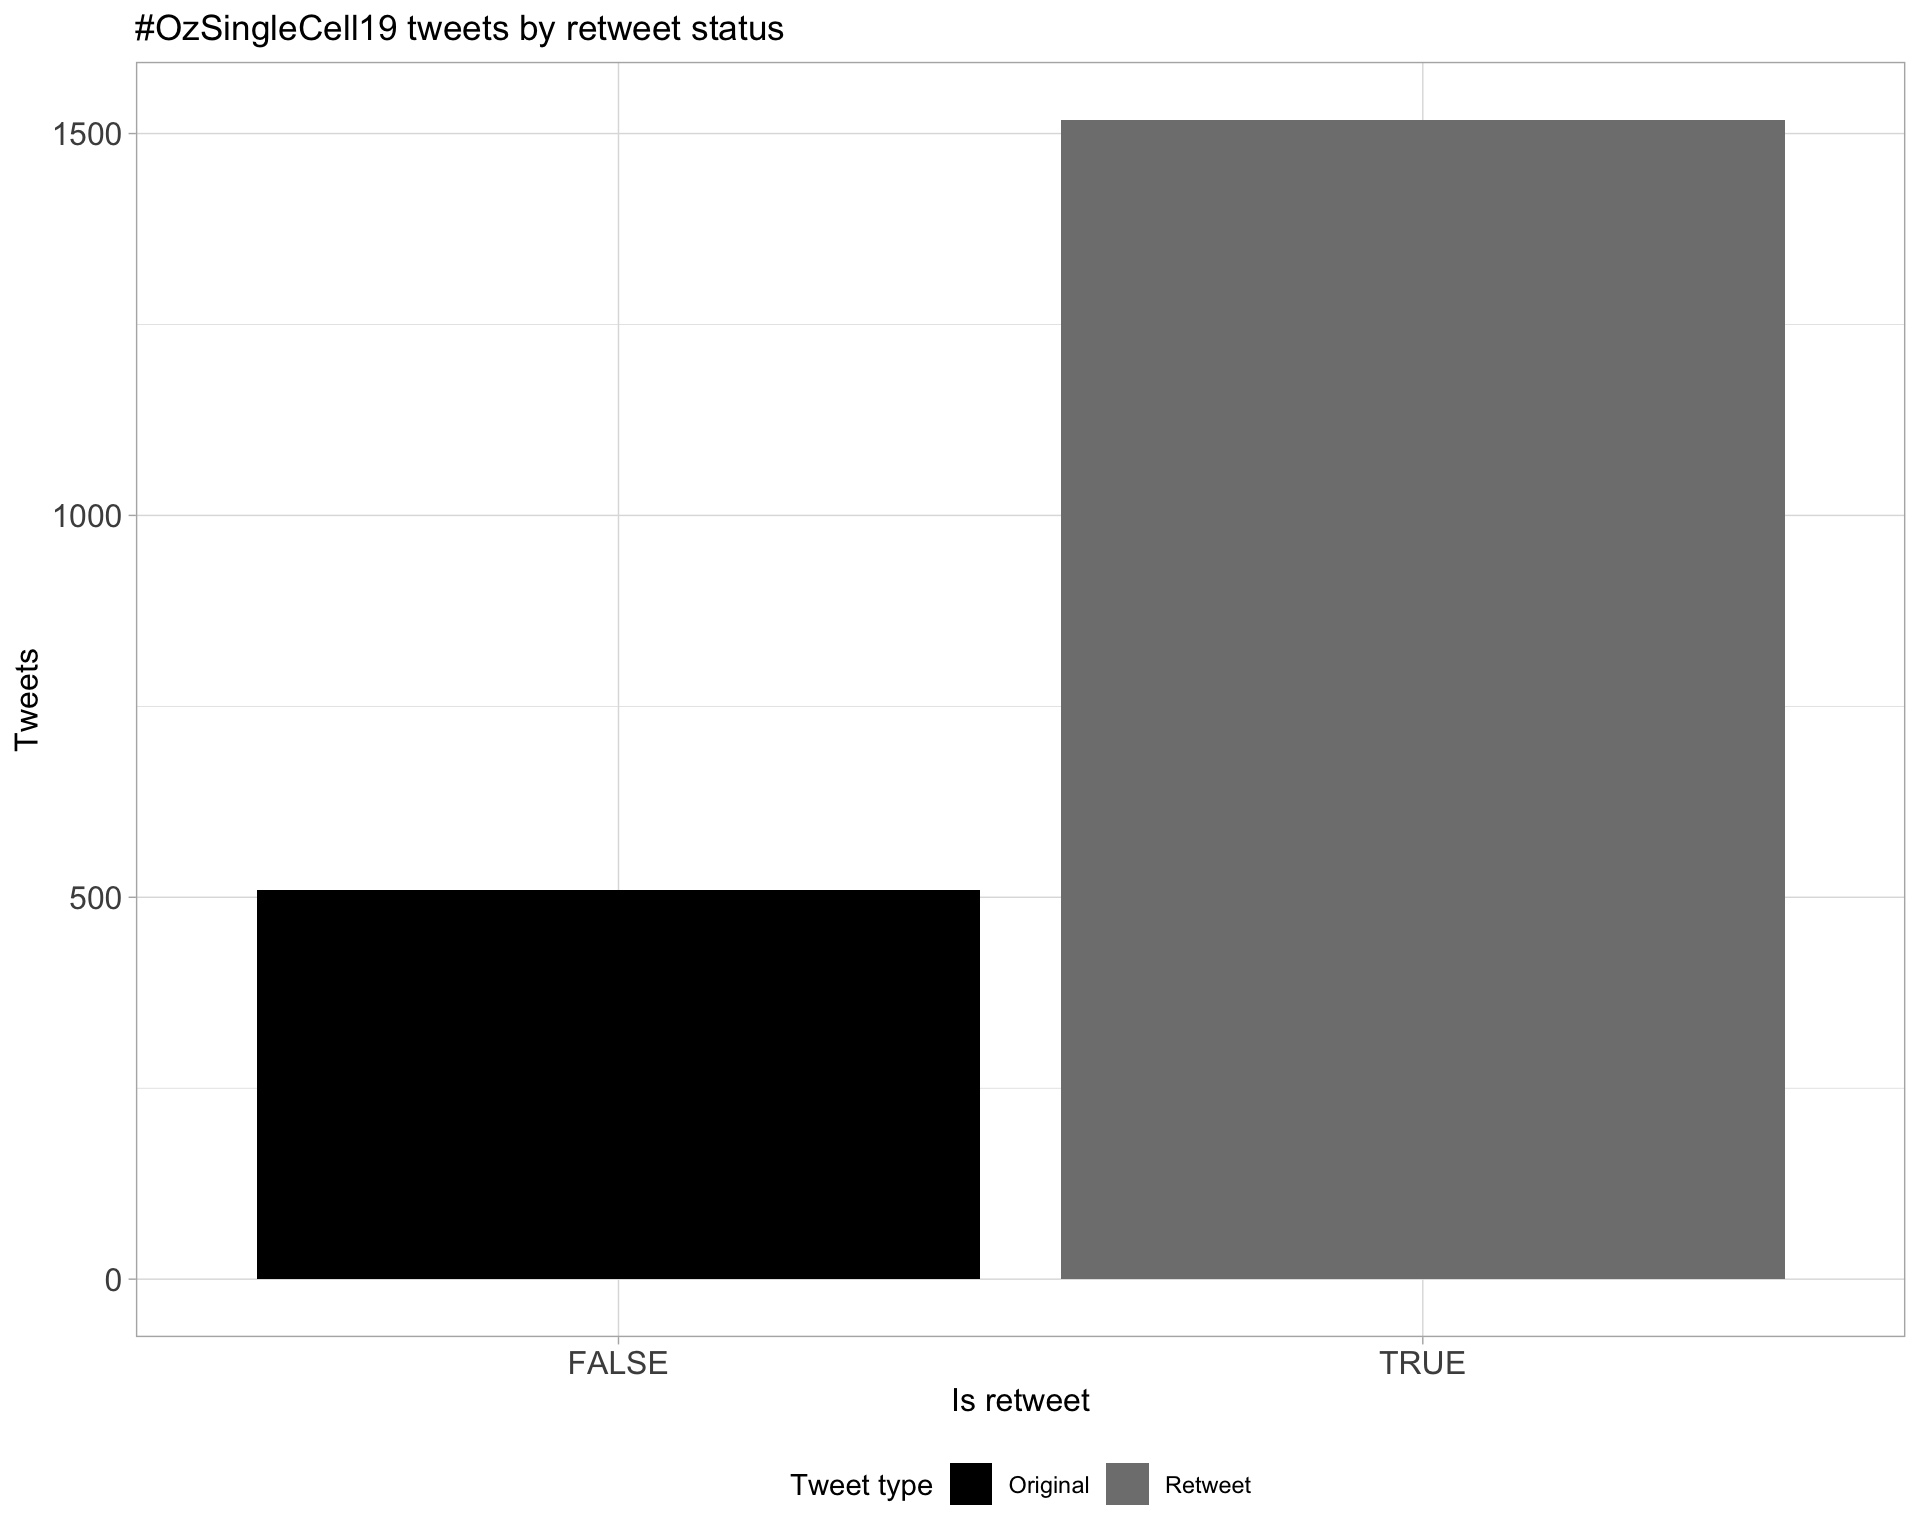 #OzSingleCell19 tweets by retweet status
1500
1000
500
0
Tweets
FALSE TRUE
Is retweet
Tweet type Original Retweet